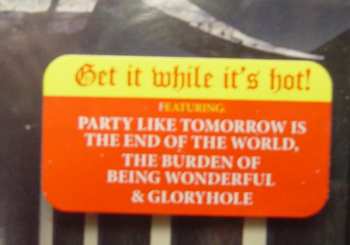 Get it while it's hot!
FEATURING
PARTY LIKE TOMORROW IS
THE END OF THE WORLD,
THE BURDEN OF
BEING WONDERFUL
& GLORYHOLE